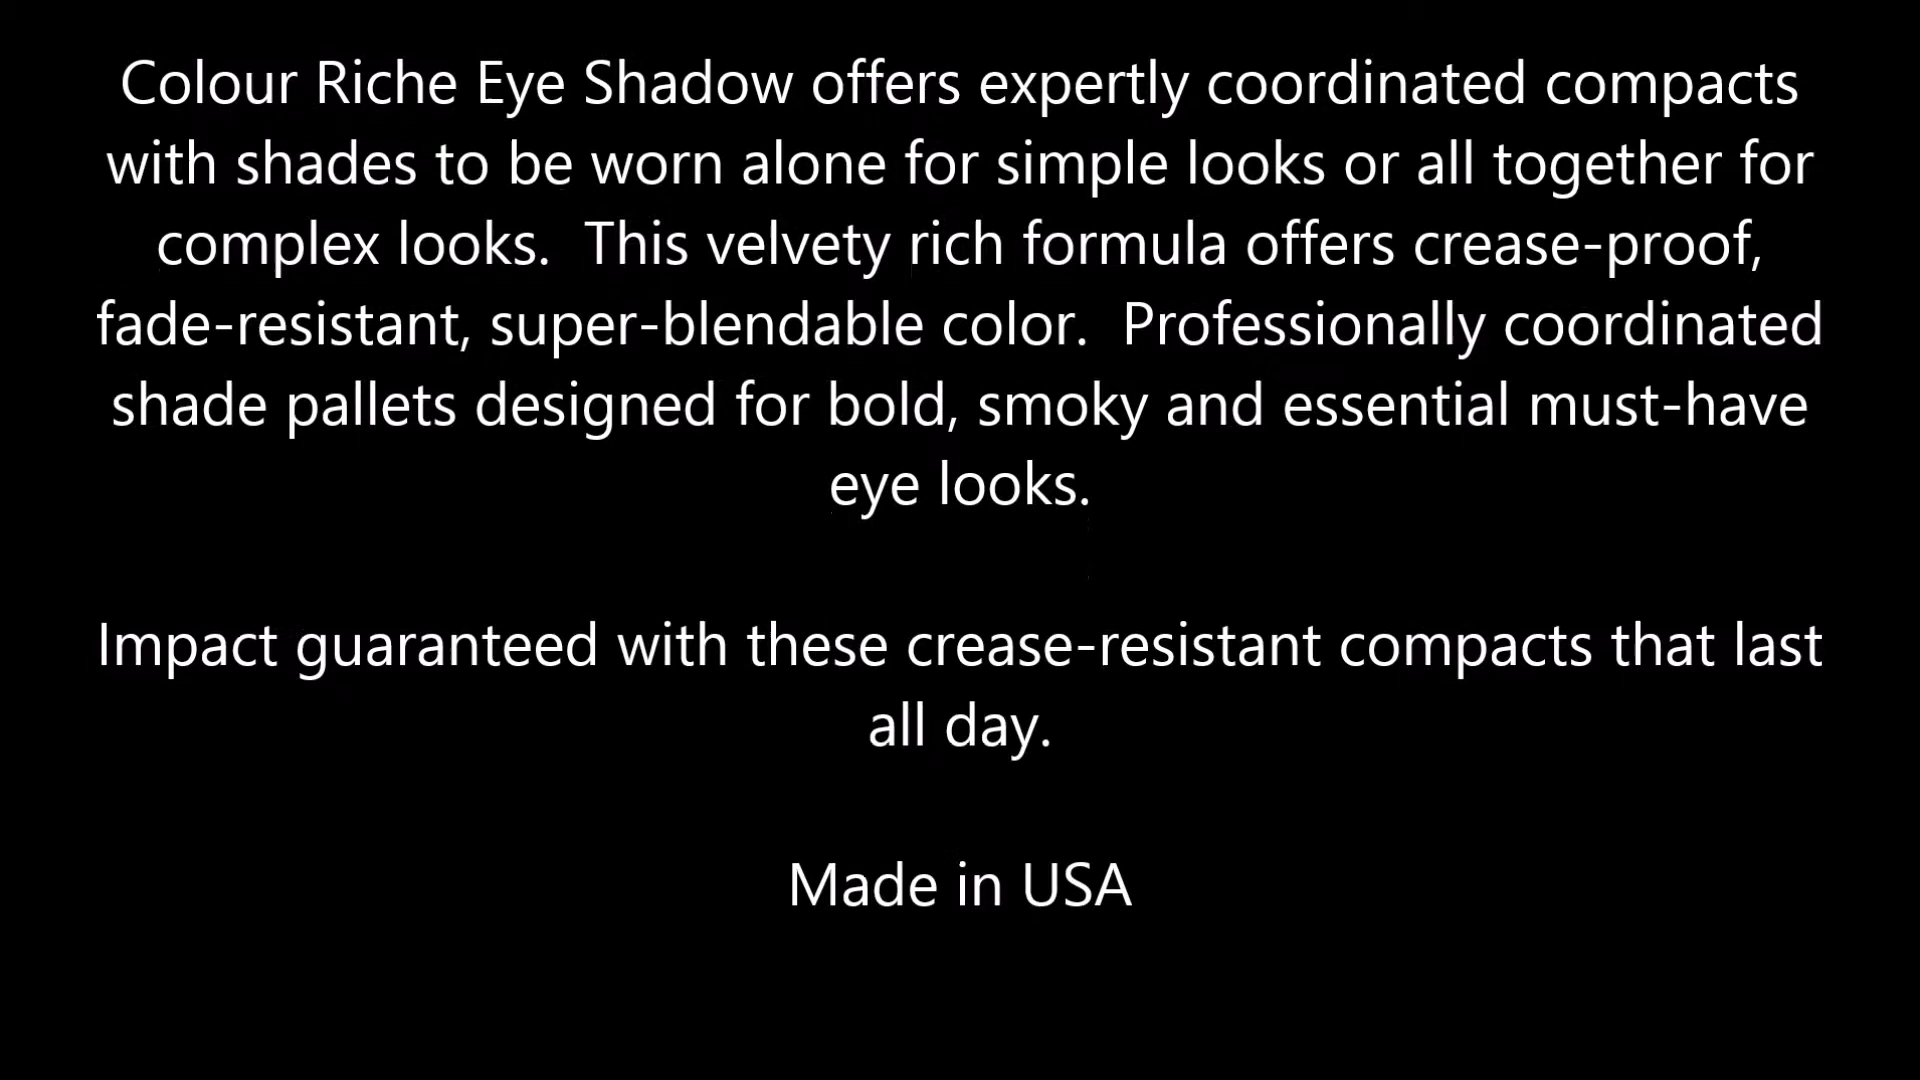 Colour Riche Eye Shadow offers expertly coordinated compacts
with shades to be worn alone for simple looks or all together for
complex looks.  This velvety rich formula offers crease-proof,
fade-resistant, super-blendable color.  Professionally coordinated
shade pallets designed for bold, smoky and essential must-have
eye looks.
Impact guaranteed with these crease-resistant compacts that last
all day.
Made in USA